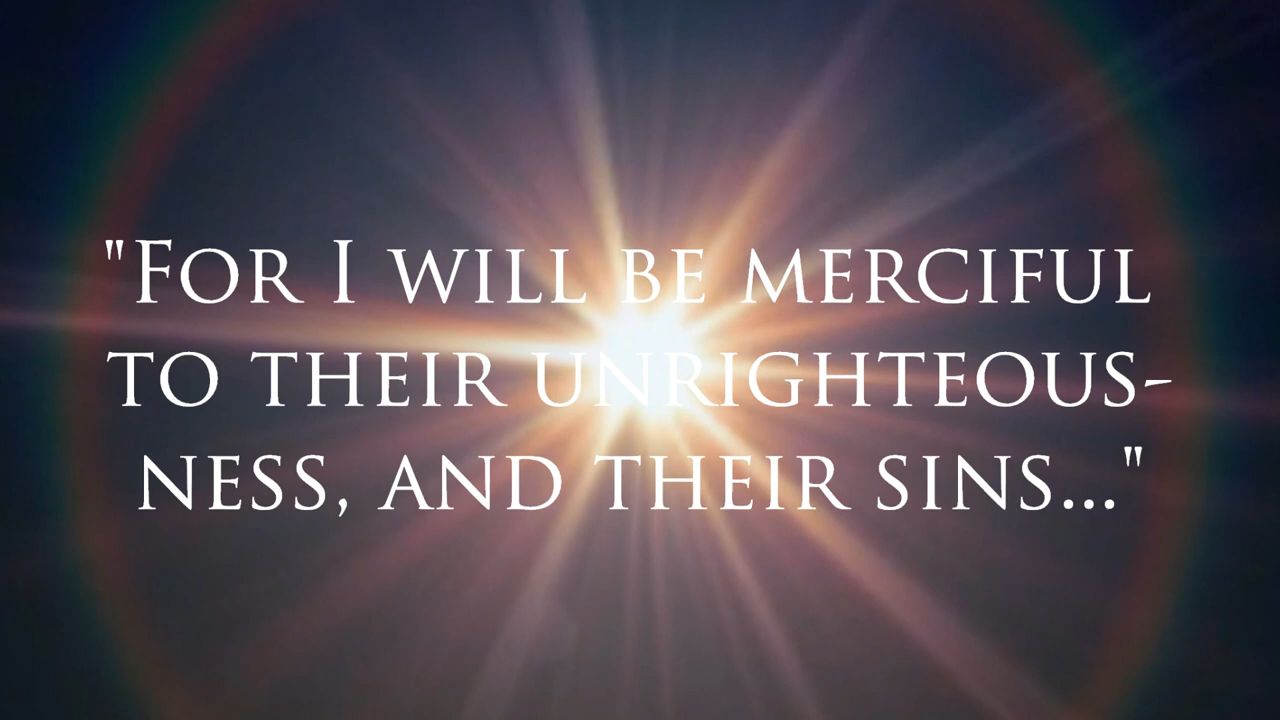 "For I will be merciful
to their unrighteous-
ness, and their sins..."